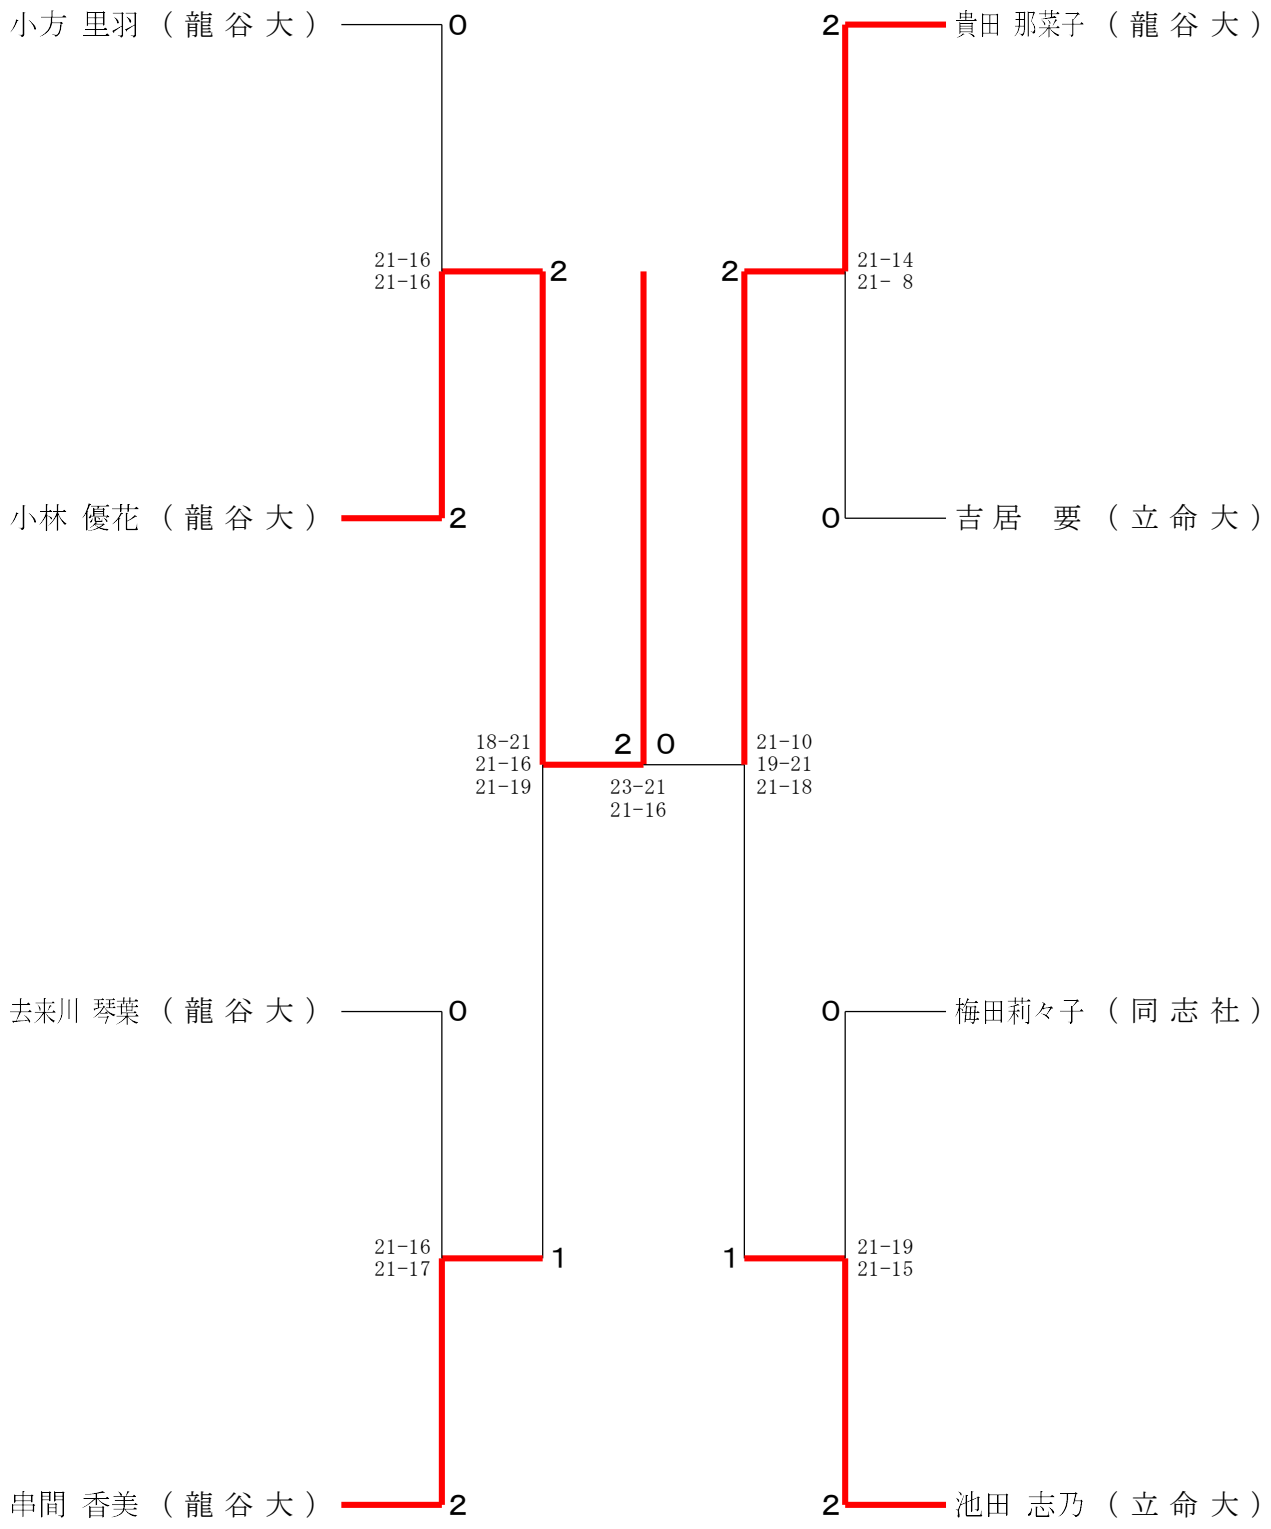 小方 里羽 （ 龍 谷 大 ） 0
2 貴田 那菜子 （ 龍 谷 大 ）
21-16
21-16
2
2
21-14
21- 8
小林 優花 （ 龍 谷 大 ） 2
0 吉 居 要 （ 立 命 大 ）
18-21
21-16
21-19
2 0
23-21
21-16
21-10
19-21
21-18
去来川 琴葉 （ 龍 谷 大 ） 0
0 梅田莉々子 （ 同 志 社 ）
21-16
21-17
1
1
21-19
21-15
串間 香美 （ 龍 谷 大 ） 2
2 池田 志乃 （ 立 命 大 ）